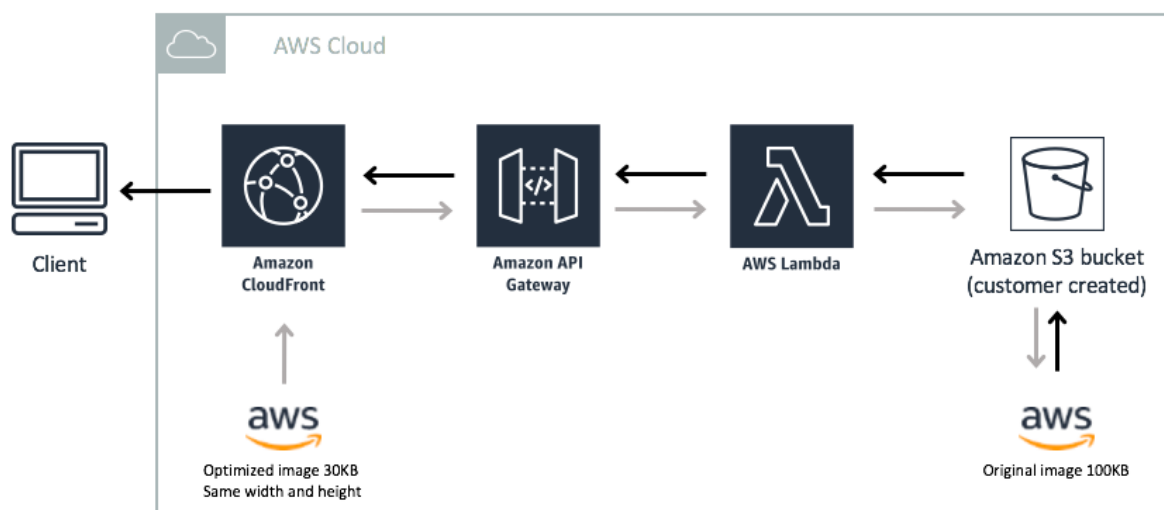 AWS Cloud
Client
Amazon
CloudFront
</>
Amazon API
Gateway
AWS Lambda
Amazon S3 bucket
(customer created)
aws
Optimized image 30KB
Same width and height
aws
Original image 100KB